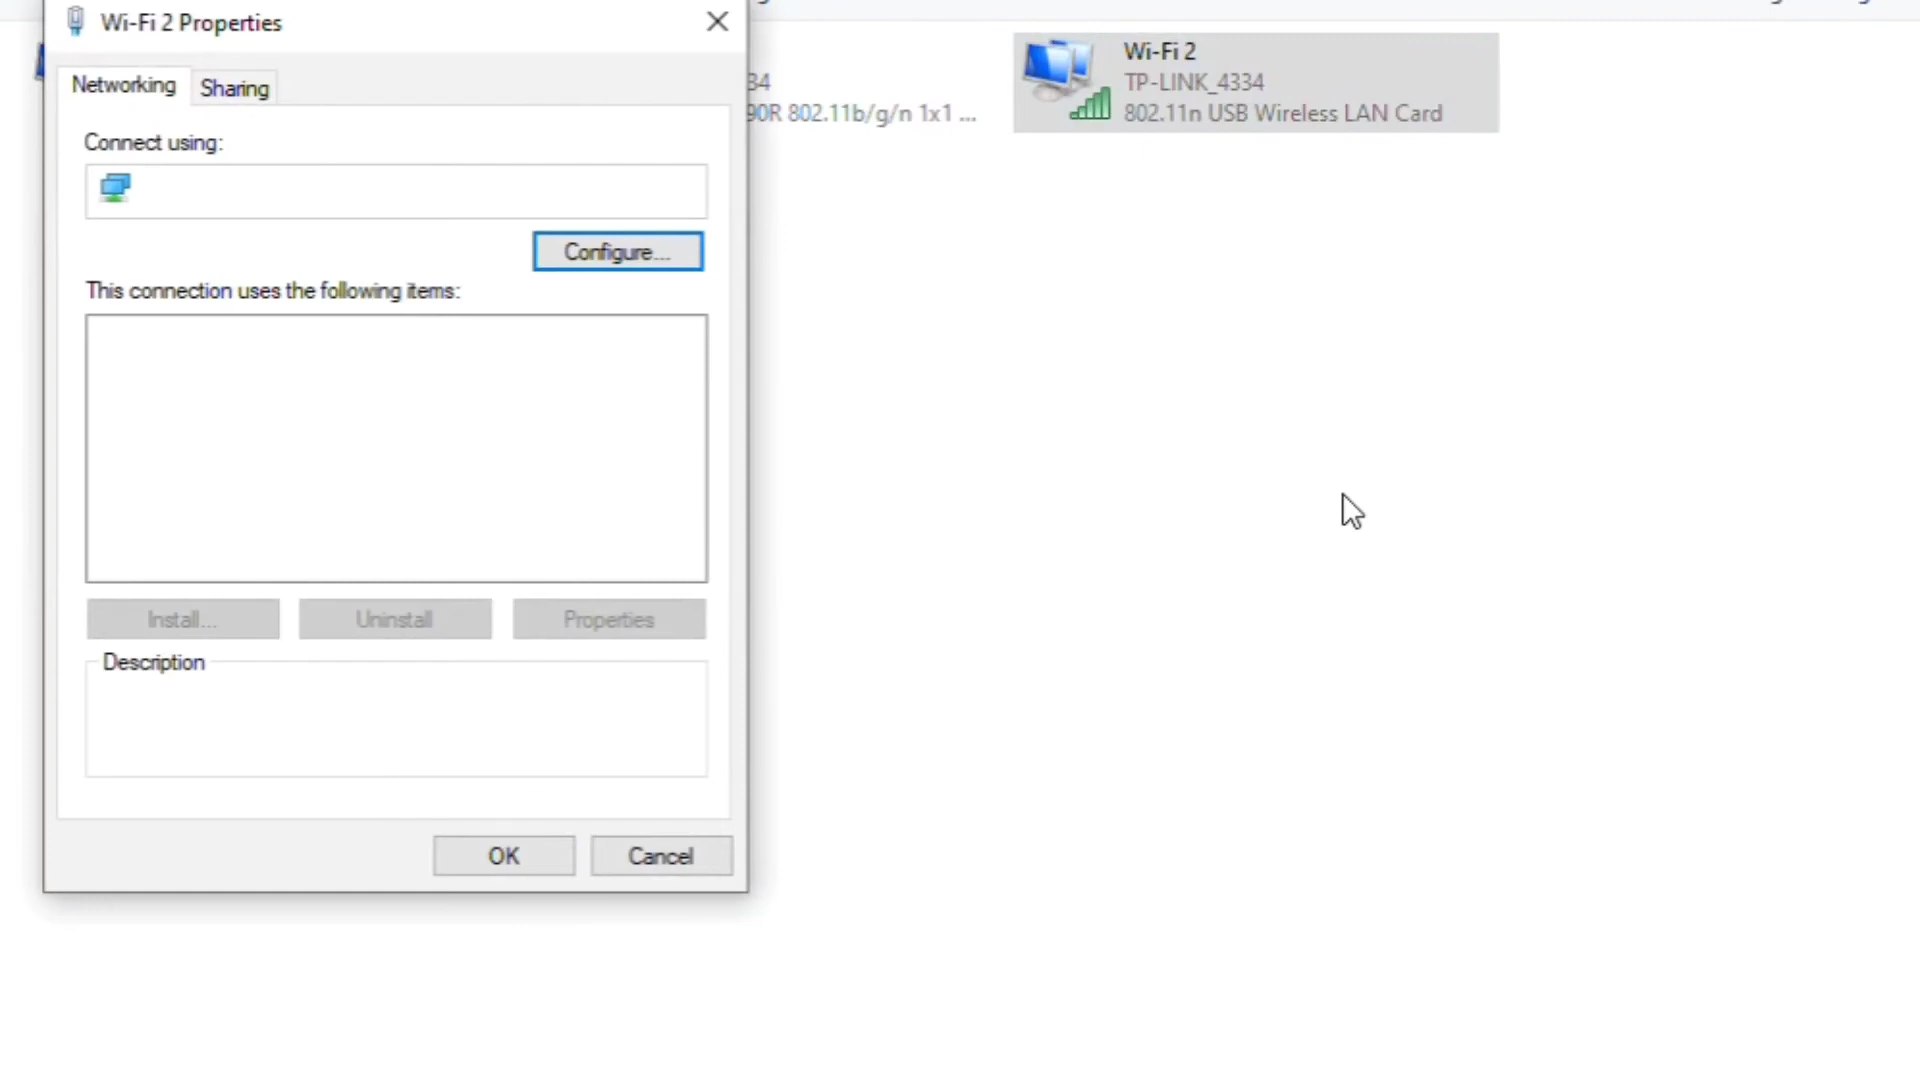 Wi-Fi 2 Properties
Networking
Sharing
Connect using:
Configure...
This connection uses the following items:
Install...
Uninstall
Properties
Description
OK
Cancel
34
90R 802.11b/g/n 1x1 ...
Wi-Fi 2
TP-LINK_4334
802.11n USB Wireless LAN Card